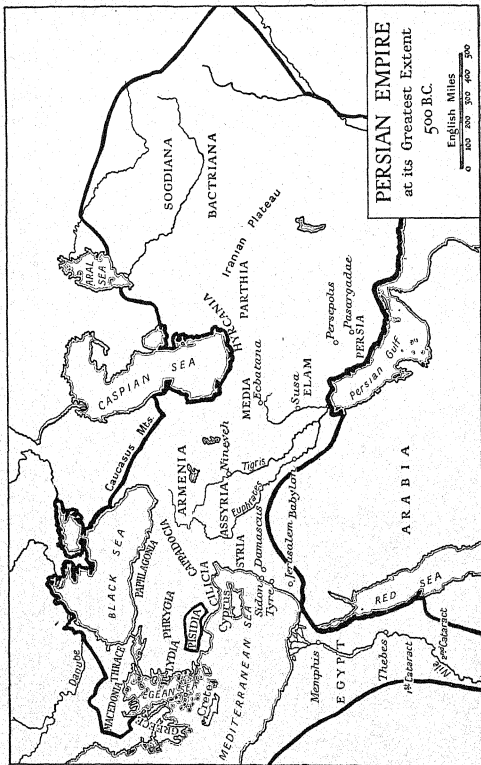 PERSIAN EMPIRE
at its Greatest Extent
500 B.C.
English Miles
0 100 200 300 400 500
ARAL
SEA
SOGDIANA
BACTRIANA
CASPIAN SEA
HYRCANIA
PARTHIA
Iranian Plateau
Caucasus Mts.
BLACK SEA
Danube
MACEDONIA
THRACE
PAPHLAGONIA
CAPPADOCIA
ARMENIA
PHRYGIA
LYDIA
PISIDIA
CILICIA
AEGEAN
Crete
Cyprus
MEDITERRANEAN SEA
SYRIA
ASSYRIA
Nineveh
Tigris
Euphrates
MEDIA
Ecbatana
Susa
ELAM
Persepolis
Pasargadae
PERSIA
Persian Gulf
Damascus
Sidon
Tyre
Jerusalem
Babylon
ARABIA
RED SEA
Memphis
EGYPT
Thebes
1st Cataract
Nile
2nd Cataract